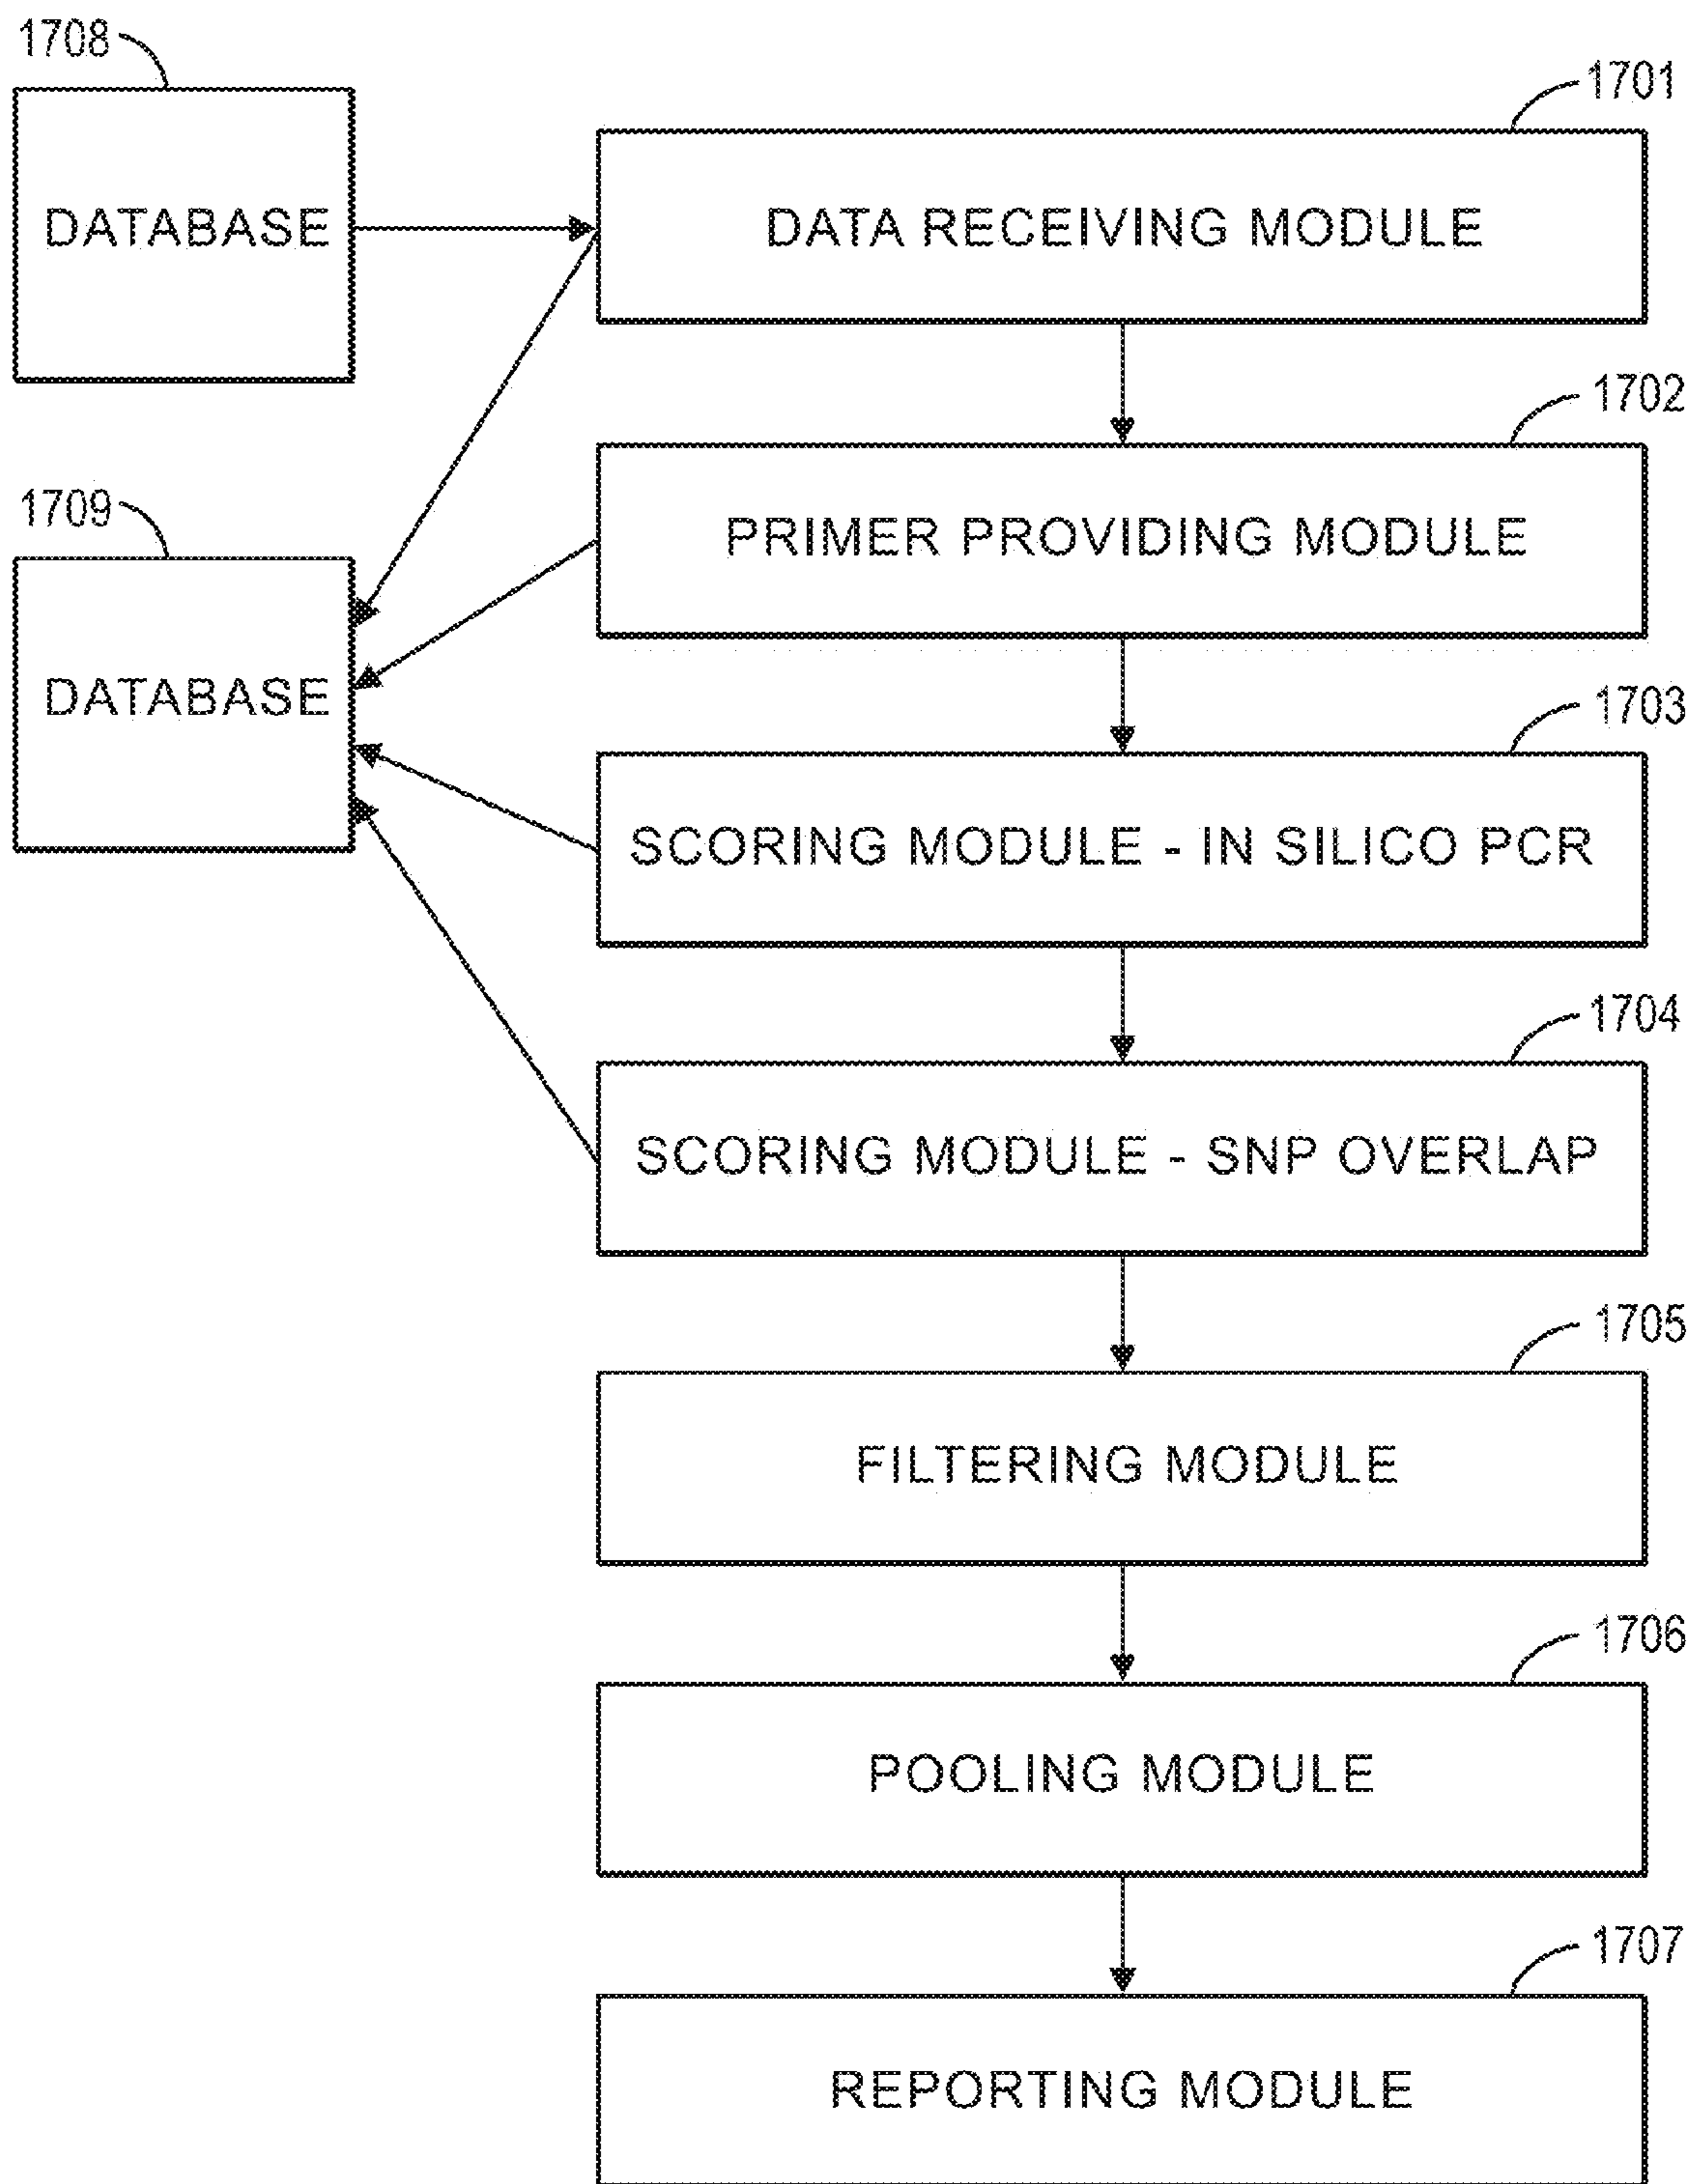 1708
1701
DATABASE
DATA RECEIVING MODULE
1702
1709
PRIMER PROVIDING MODULE
DATABASE
1703
SCORING MODULE - IN SILICO PCR
1704
SCORING MODULE - SNP OVERLAP
1705
FILTERING MODULE
1706
POOLING MODULE
1707
REPORTING MODULE